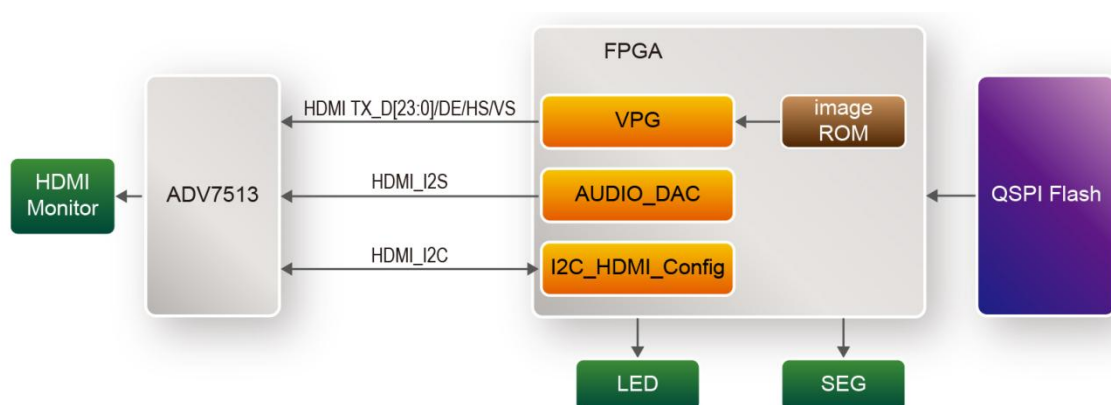 FPGA
HDMI TX_D[23:0]/DE/HS/VS
VPG
image
ROM
HDMI
Monitor
ADV7513
HDMI_I2S
AUDIO_DAC
QSPI Flash
HDMI_I2C
I2C_HDMI_Config
LED
SEG